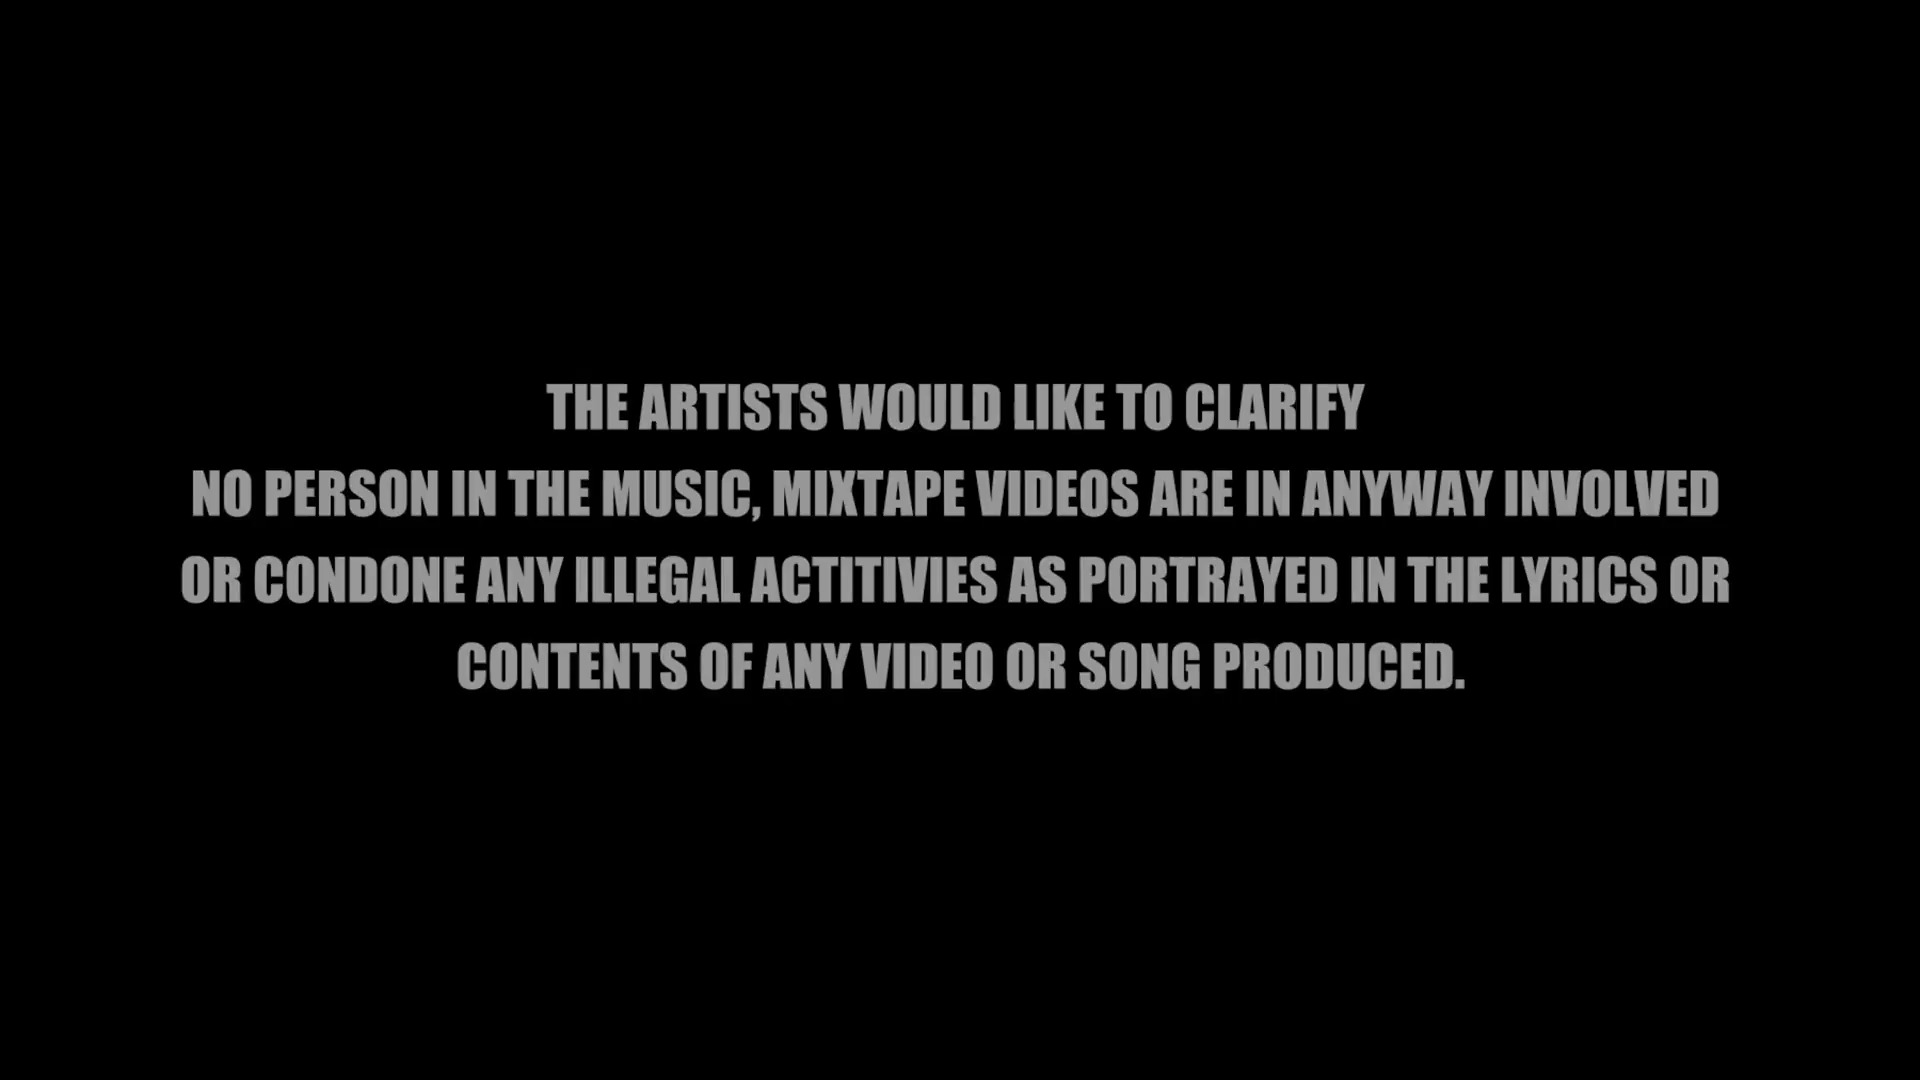 THE ARTISTS WOULD LIKE TO CLARIFY
NO PERSON IN THE MUSIC, MIXTAPE VIDEOS ARE IN ANYWAY INVOLVED
OR CONDONE ANY ILLEGAL ACTITIVIES AS PORTRAYED IN THE LYRICS OR
CONTENTS OF ANY VIDEO OR SONG PRODUCED.